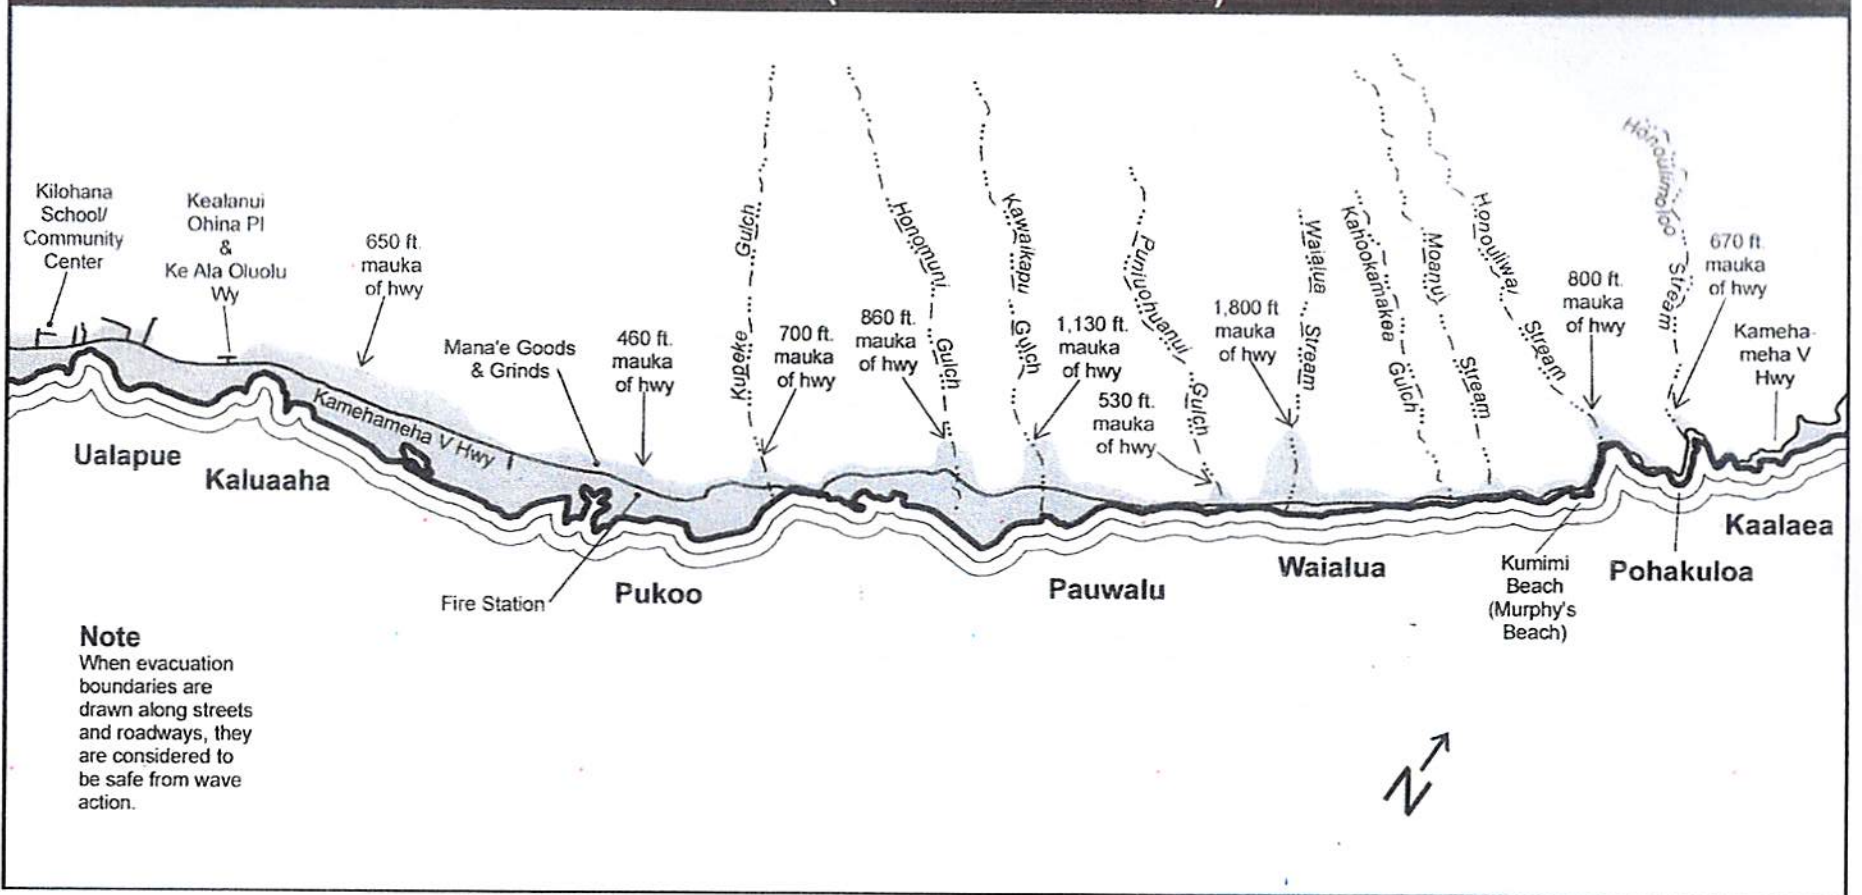 Kilohana
School/
Community
Center
Kealanui
Ohina Pl
&
Ke Ala Oluolu
Wy
650 ft.
mauka
of hwy
Mana'e Goods
& Grinds
460 ft.
mauka
of hwy
Kupeke Gulch
700 ft.
mauka
of hwy
860 ft.
mauka
of hwy
Honomuni Gulch
Kawaikapu Gulch
1,130 ft.
mauka
of hwy
530 ft.
mauka
of hwy
Puniuohuanui Gulch
1,800 ft
mauka
of hwy
Waialua Stream
Kahookamakea Gulch
Moanui Stream
Honouliwai Stream
800 ft.
mauka
of hwy
Honoulimaloo Stream
670 ft
mauka
of hwy
Kameha-
meha V
Hwy
Kamehameha V Hwy
Ualapue
Kaluaaha
Fire Station
Pukoo
Pauwalu
Waialua
Kumimi
Beach
(Murphy's
Beach)
Pohakuloa
Kaalaea
Note
When evacuation
boundaries are
drawn along streets
and roadways, they
are considered to
be safe from wave
action.
N